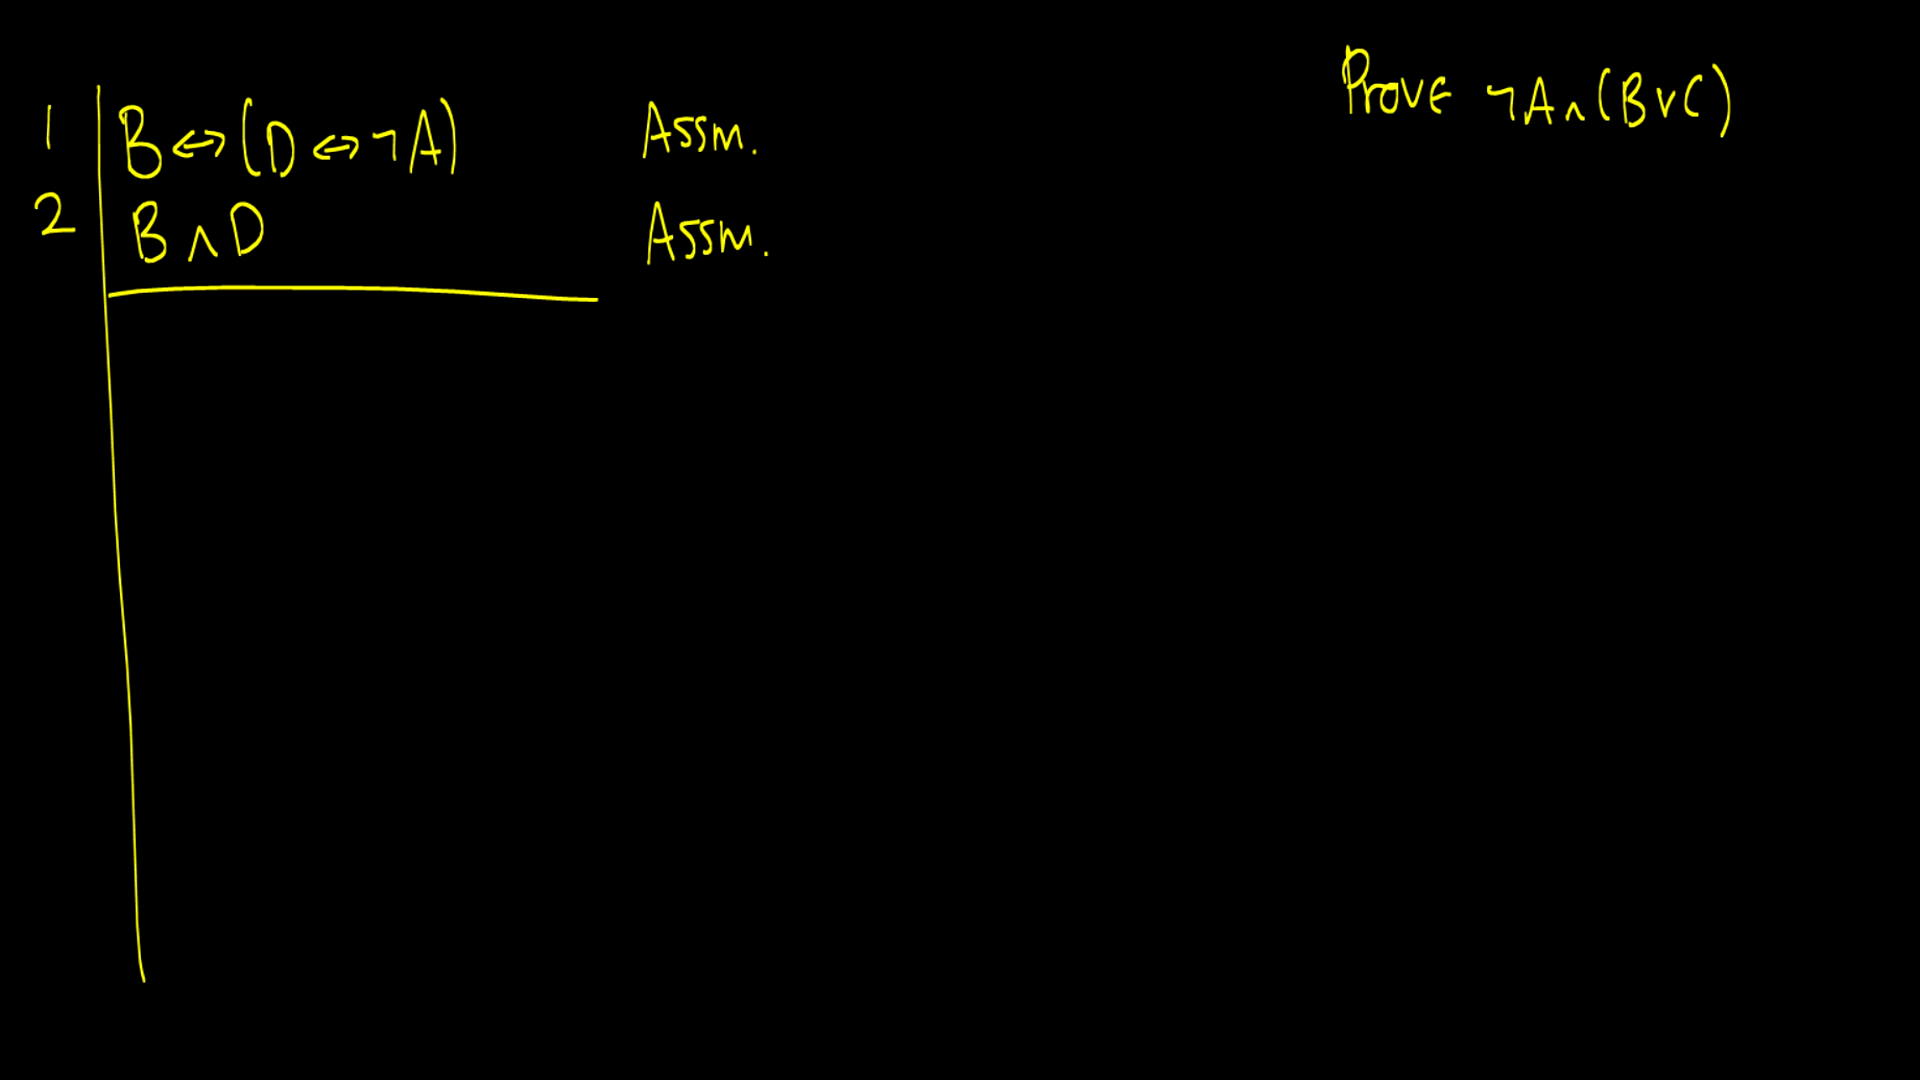 Prove ¬A∧(B∨C)
1 B↔(D↔¬A) Assm.
2 B∧D Assm.